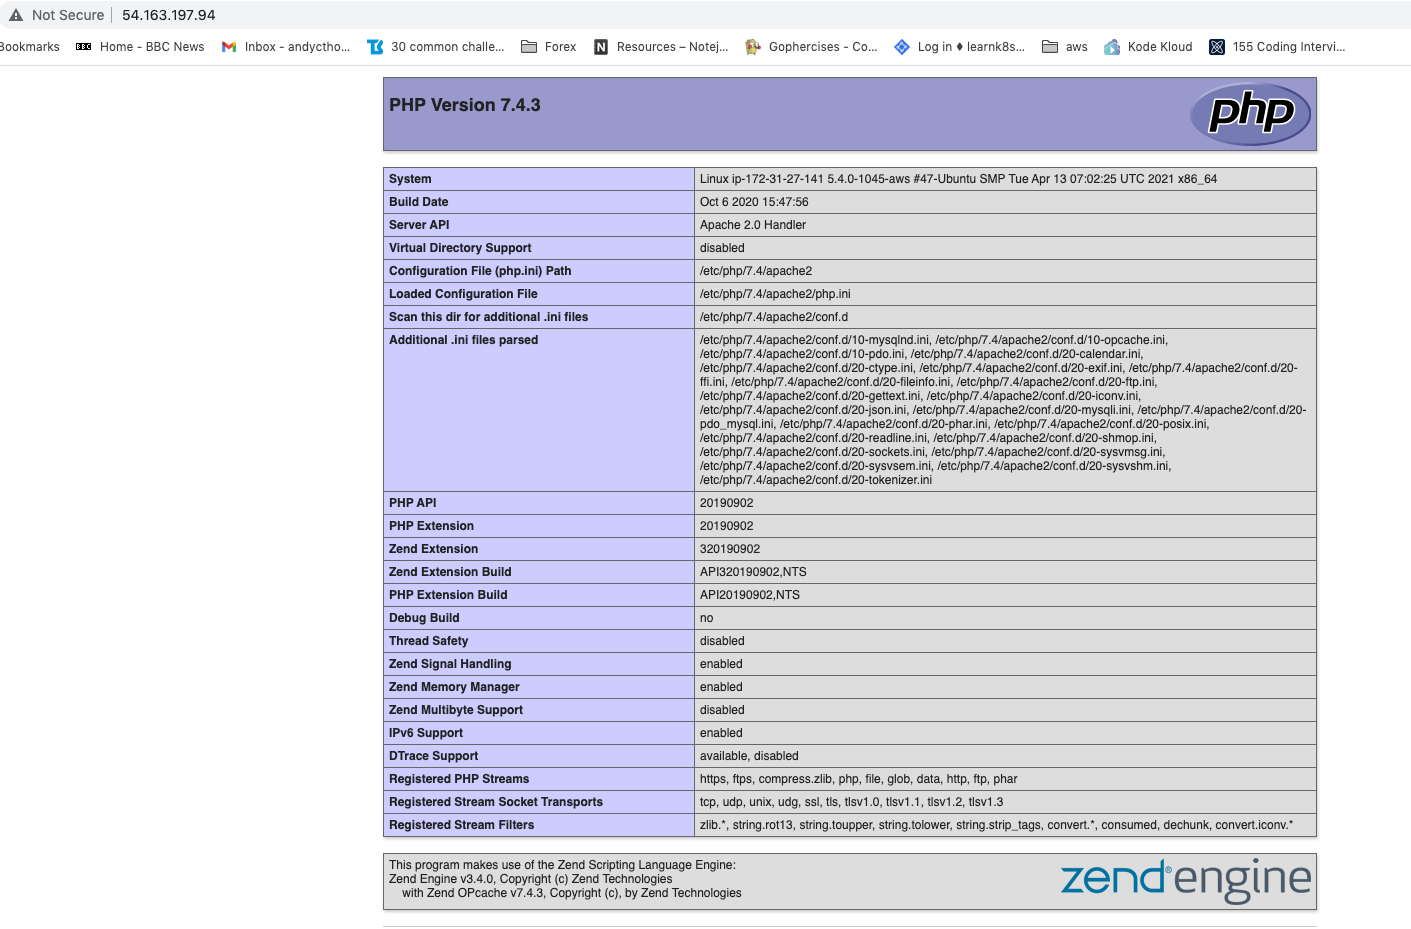 Not Secure 54.163.197.94
Bookmarks BBC Home - BBC News Inbox - andyctho... 30 common challe... Forex N Resources – Notej... Gophercises - Co... Log in ♦ learnk8s... aws Kode Kloud 155 Coding Intervi...
PHP Version 7.4.3 php
System Linux ip-172-31-27-141 5.4.0-1045-aws #47-Ubuntu SMP Tue Apr 13 07:02:25 UTC 2021 x86_64
Build Date Oct 6 2020 15:47:56
Server API Apache 2.0 Handler
Virtual Directory Support disabled
Configuration File (php.ini) Path /etc/php/7.4/apache2
Loaded Configuration File /etc/php/7.4/apache2/php.ini
Scan this dir for additional .ini files /etc/php/7.4/apache2/conf.d
Additional .ini files parsed /etc/php/7.4/apache2/conf.d/10-mysqlnd.ini, /etc/php/7.4/apache2/conf.d/10-opcache.ini,
/etc/php/7.4/apache2/conf.d/10-pdo.ini, /etc/php/7.4/apache2/conf.d/20-calendar.ini,
/etc/php/7.4/apache2/conf.d/20-ctype.ini, /etc/php/7.4/apache2/conf.d/20-exif.ini, /etc/php/7.4/apache2/conf.d/20-
ffi.ini, /etc/php/7.4/apache2/conf.d/20-fileinfo.ini, /etc/php/7.4/apache2/conf.d/20-ftp.ini,
/etc/php/7.4/apache2/conf.d/20-gettext.ini, /etc/php/7.4/apache2/conf.d/20-iconv.ini,
/etc/php/7.4/apache2/conf.d/20-json.ini, /etc/php/7.4/apache2/conf.d/20-mysqli.ini, /etc/php/7.4/apache2/conf.d/20-
pdo_mysql.ini, /etc/php/7.4/apache2/conf.d/20-phar.ini, /etc/php/7.4/apache2/conf.d/20-posix.ini,
/etc/php/7.4/apache2/conf.d/20-readline.ini, /etc/php/7.4/apache2/conf.d/20-shmop.ini,
/etc/php/7.4/apache2/conf.d/20-sockets.ini, /etc/php/7.4/apache2/conf.d/20-sysvmsg.ini,
/etc/php/7.4/apache2/conf.d/20-sysvsem.ini, /etc/php/7.4/apache2/conf.d/20-sysvshm.ini,
/etc/php/7.4/apache2/conf.d/20-tokenizer.ini
PHP API 20190902
PHP Extension 20190902
Zend Extension 320190902
Zend Extension Build API320190902,NTS
PHP Extension Build API20190902,NTS
Debug Build no
Thread Safety disabled
Zend Signal Handling enabled
Zend Memory Manager enabled
Zend Multibyte Support disabled
IPv6 Support enabled
DTrace Support available, disabled
Registered PHP Streams https, ftps, compress.zlib, php, file, glob, data, http, ftp, phar
Registered Stream Socket Transports tcp, udp, unix, udg, ssl, tls, tlsv1.0, tlsv1.1, tlsv1.2, tlsv1.3
Registered Stream Filters zlib.*, string.rot13, string.toupper, string.tolower, string.strip_tags, convert.*, consumed, dechunk, convert.iconv.*
This program makes use of the Zend Scripting Language Engine:
Zend Engine v3.4.0, Copyright (c) Zend Technologies
with Zend OPcache v7.4.3, Copyright (c), by Zend Technologies
zend® engine